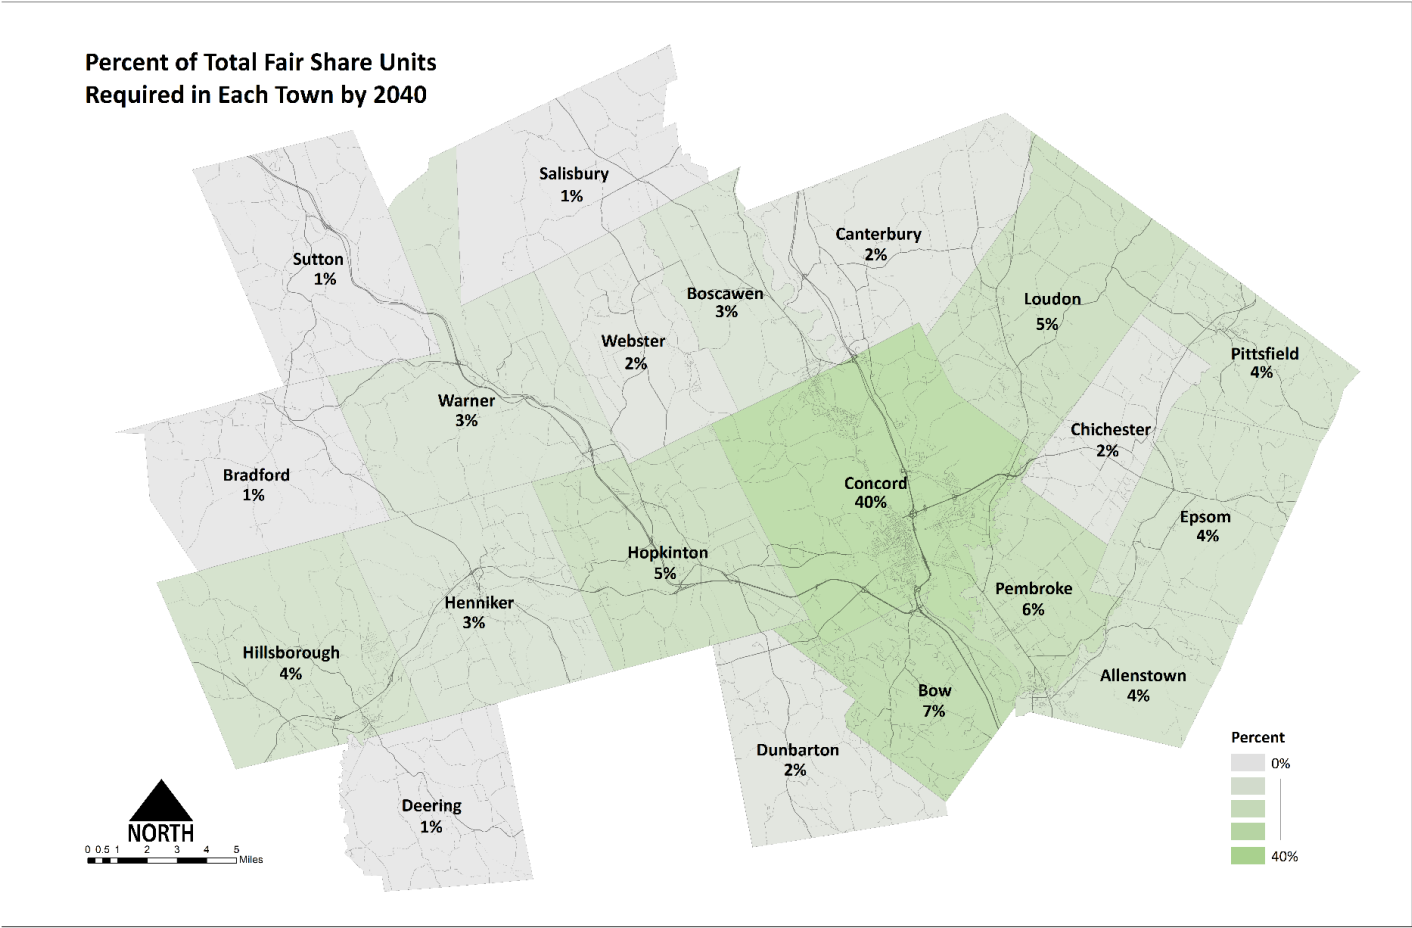 Percent of Total Fair Share Units
Required in Each Town by 2040
Salisbury
1%
Canterbury
2%
Sutton
1%
Boscawen
3%
Loudon
5%
Webster
2%
Pittsfield
4%
Warner
3%
Chichester
2%
Bradford
1%
Concord
40%
Epsom
4%
Hopkinton
5%
Pembroke
6%
Henniker
3%
Hillsborough
4%
Allenstown
4%
Bow
7%
Dunbarton
2%
Deering
1%
Percent
0%
40%
NORTH
0 0.5 1 2 3 4 5
Miles